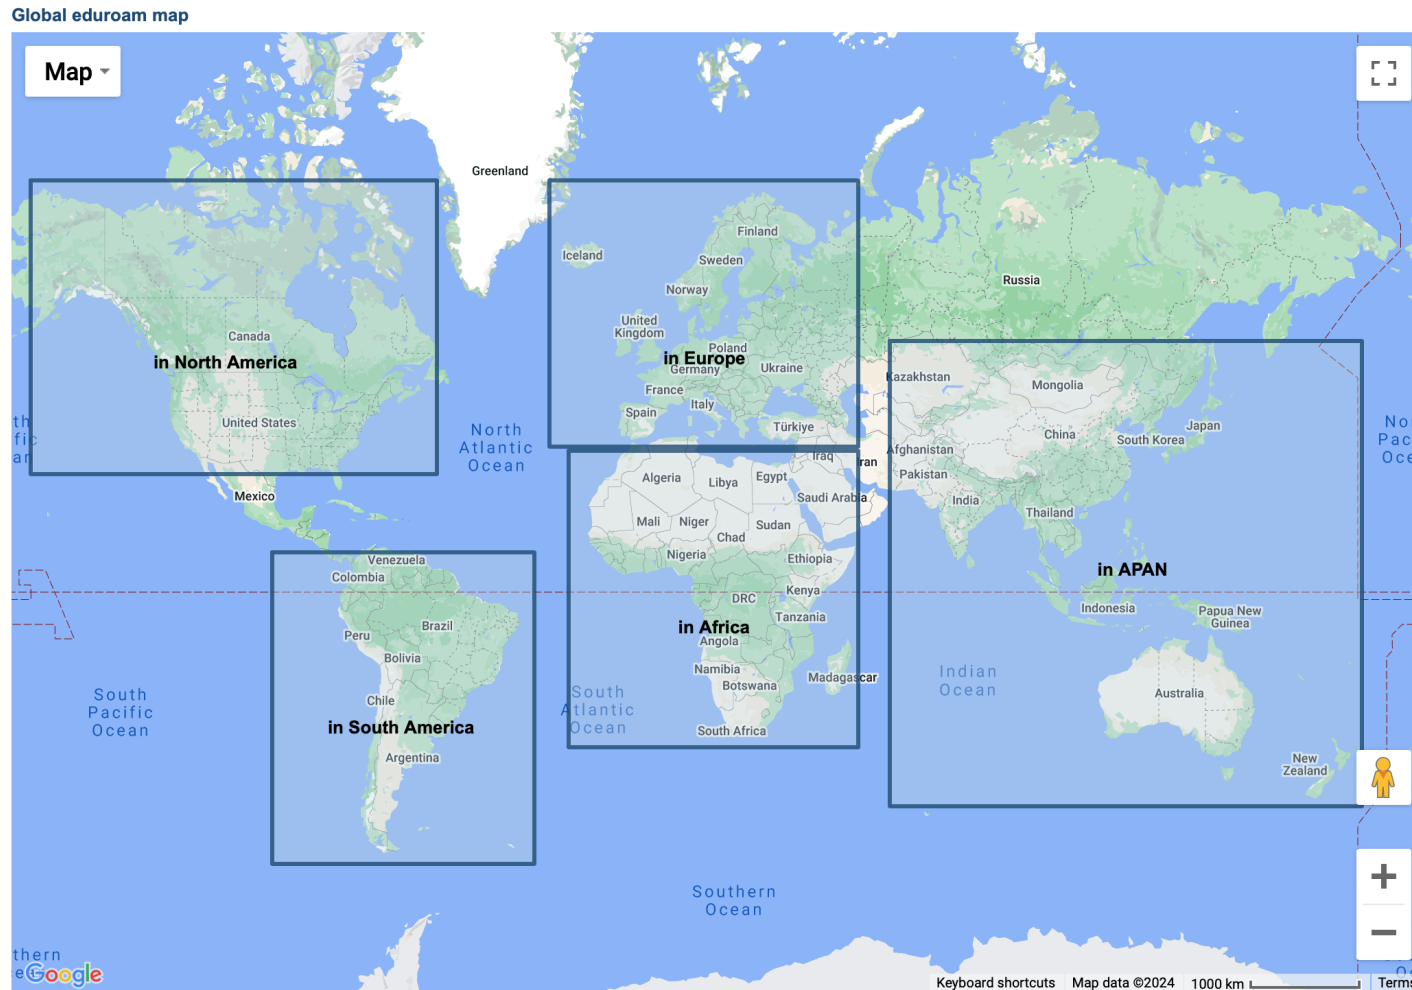 Global eduroam map
Map
Greenland
Finland
Iceland
Sweden
Russia
Norway
United
Kingdom
Canada
Poland
in North America
in Europe
Germany
Ukraine
Kazakhstan
Mongolia
France
Italy
Spain
United States
Türkiye
Japan
China
South Korea
North
Atlantic
Ocean
Afghanistan
Iraq
Iran
Pakistan
Algeria
Libya
Egypt
Saudi Arabia
India
Mexico
Thailand
Mali
Niger
Sudan
Chad
Nigeria
Ethiopia
Venezuela
Colombia
in APAN
Kenya
DRC
Indonesia
Papua New
Guinea
Tanzania
Brazil
Peru
in Africa
Angola
Bolivia
Namibia
Madagascar
Botswana
Indian
Ocean
South
Pacific
Ocean
South
Atlantic
Ocean
Chile
Australia
in South America
South Africa
Argentina
New
Zealand
Southern
Ocean
Google
Keyboard shortcuts
Map data ©2024
1000 km
Terms